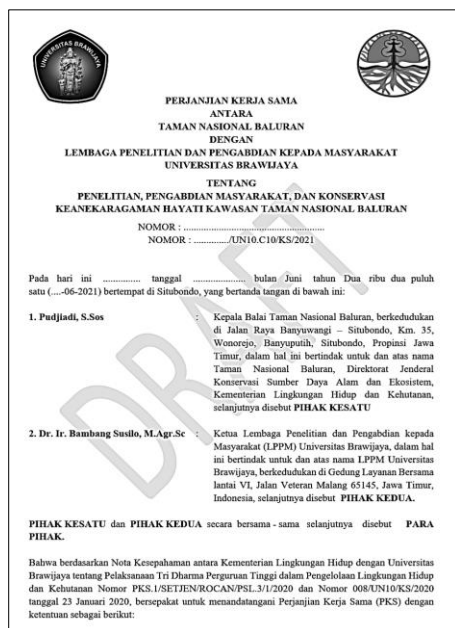 UNIVERSITAS BRAWIJAYA
PERJANJIAN KERJA SAMA
ANTARA
TAMAN NASIONAL BALURAN
DENGAN
LEMBAGA PENELITIAN DAN PENGABDIAN KEPADA MASYARAKAT
UNIVERSITAS BRAWIJAYA
TENTANG
PENELITIAN, PENGABDIAN MASYARAKAT, DAN KONSERVASI
KEANEKARAGAMAN HAYATI KAWASAN TAMAN NASIONAL BALURAN
NOMOR : ......................................................
NOMOR : ............../UN10.C10/KS/2021
Pada hari ini .............. tanggal .................... bulan Juni tahun Dua ribu dua puluh
satu (....-06-2021) bertempat di Situbondo, yang bertanda tangan di bawah ini:
1. Pudjiadi, S.Sos : Kepala Balai Taman Nasional Baluran, berkedudukan
di Jalan Raya Banyuwangi – Situbondo, Km. 35,
Wonorejo, Banyuputih, Situbondo, Propinsi Jawa
Timur, dalam hal ini bertindak untuk dan atas nama
Taman Nasional Baluran, Direktorat Jenderal
Konservasi Sumber Daya Alam dan Ekosistem,
Kementerian Lingkungan Hidup dan Kehutanan,
selanjutnya disebut PIHAK KESATU
2. Dr. Ir. Bambang Susilo, M.Agr.Sc : Ketua Lembaga Penelitian dan Pengabdian kepada
Masyarakat (LPPM) Universitas Brawijaya, dalam hal
ini bertindak untuk dan atas nama LPPM Universitas
Brawijaya, berkedudukan di Gedung Layanan Bersama
lantai VI, Jalan Veteran Malang 65145, Jawa Timur,
Indonesia, selanjutnya disebut PIHAK KEDUA.
PIHAK KESATU dan PIHAK KEDUA secara bersama - sama selanjutnya disebut PARA
PIHAK.
Bahwa berdasarkan Nota Kesepahaman antara Kementerian Lingkungan Hidup dengan Universitas
Brawijaya tentang Pelaksanaan Tri Dharma Perguruan Tinggi dalam Pengelolaan Lingkungan Hidup
dan Kehutanan Nomor PKS.1/SETJEN/ROCAN/PSL.3/1/2020 dan Nomor 008/UN10/KS/2020
tanggal 23 Januari 2020, bersepakat untuk menandatangani Perjanjian Kerja Sama (PKS) dengan
ketentuan sebagai berikut:
DRAFT